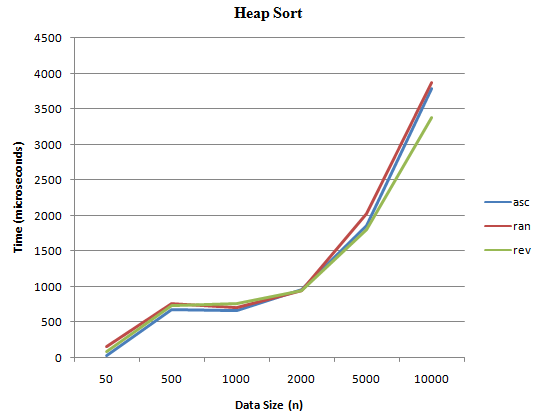 Heap Sort
4500
4000
3500
3000
2500
2000
1500
1000
500
0
Time (microseconds)
50 500 1000 2000 5000 10000
Data Size (n)
asc
ran
rev